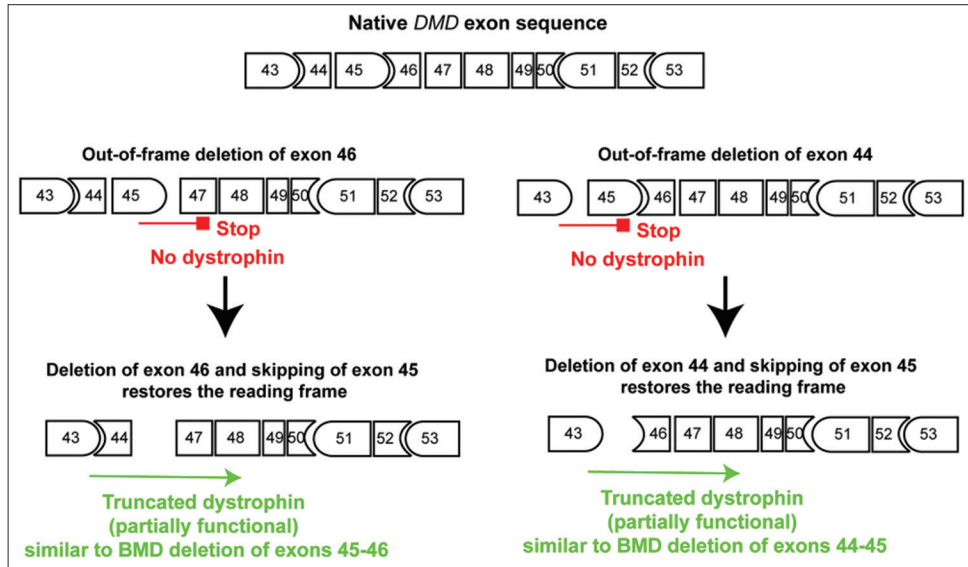 Native DMD exon sequence
43 44 45 46 47 48 49 50 51 52 53
Out-of-frame deletion of exon 46
43 44 45 47 48 49 50 51 52 53
Stop
No dystrophin
Deletion of exon 46 and skipping of exon 45
restores the reading frame
43 44 47 48 49 50 51 52 53
Truncated dystrophin
(partially functional)
similar to BMD deletion of exons 45-46
Out-of-frame deletion of exon 44
43 45 46 47 48 49 50 51 52 53
Stop
No dystrophin
Deletion of exon 44 and skipping of exon 45
restores the reading frame
43 46 47 48 49 50 51 52 53
Truncated dystrophin
(partially functional)
similar to BMD deletion of exons 44-45